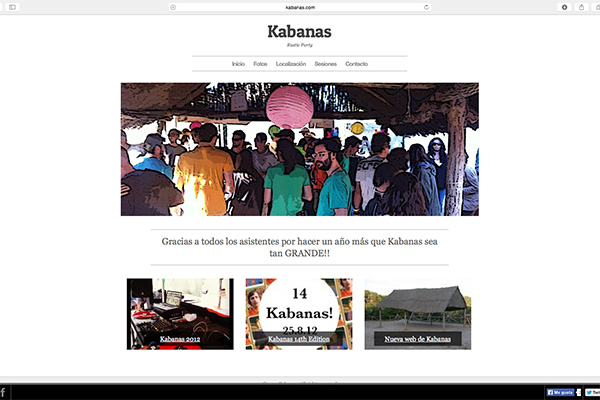 kabanas.com
Kabanas
Rustic Party
Inicio Fotos Localización Sesiones Contacto
Gracias a todos los asistentes por hacer un año más que Kabanas sea
tan GRANDE!!
14
Kabanas!
25.8.12
Kabanas 2012
Kabanas 14th Edition
Nueva web de Kabanas
f
Me gusta